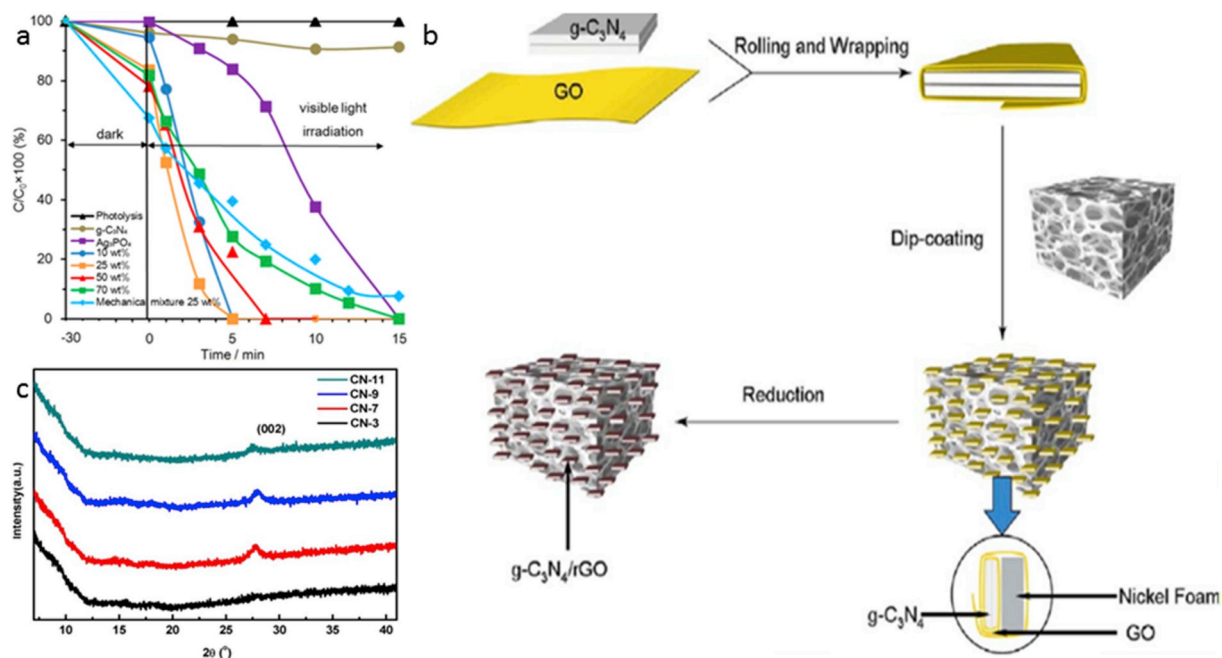 a
100
80
60
40
20
0
C/C₀×100 (%)
dark
visible light
irradiation
Photolysis
g-C₃N₄
Ag₃PO₄
10 wt%
25 wt%
50 wt%
70 wt%
Mechanical mixture 25 wt%
-30 0 5 10 15
Time / min
b
g-C₃N₄
GO
Rolling and Wrapping
Dip-coating
Reduction
g-C₃N₄/rGO
g-C₃N₄
Nickel Foam
GO
c
CN-11
CN-9
CN-7
CN-3
(002)
Intensity(a.u.)
10 15 20 25 30 35 40
2θ (°)